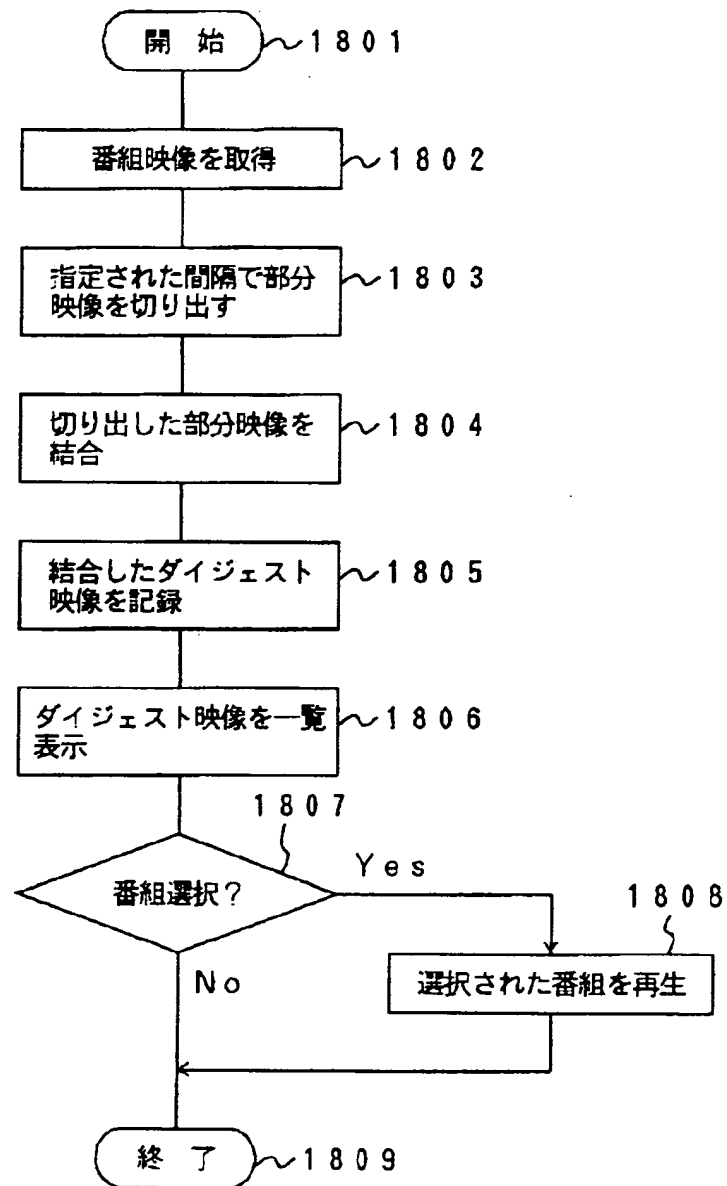 開 始 1801
番組映像を取得 1802
指定された間隔で部分 1803
映像を切り出す
切り出した部分映像を 1804
結合
結合したダイジェスト 1805
映像を記録
ダイジェスト映像を一覧 1806
表示
1807
番組選択?
Yes
1808
選択された番組を再生
No
終 了 1809